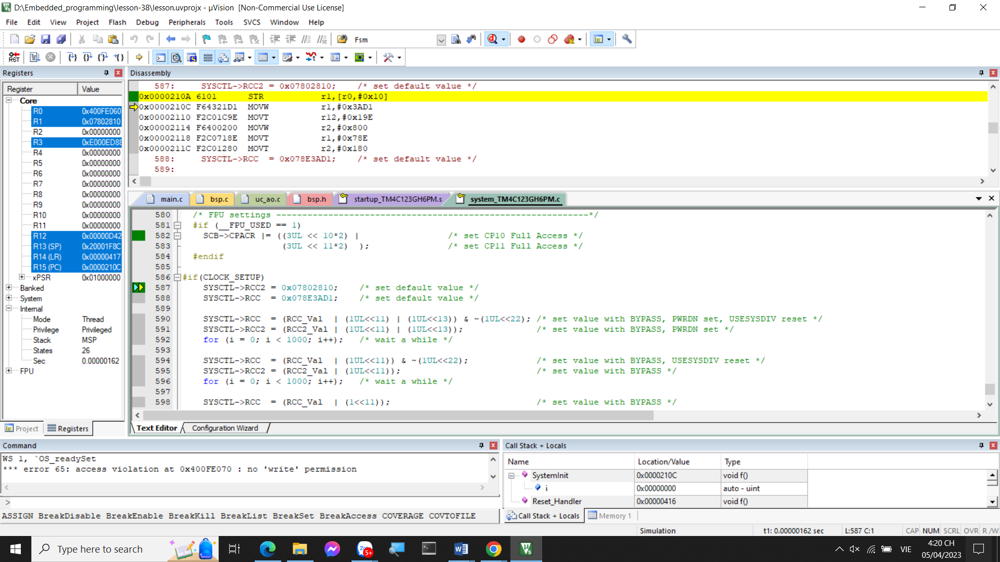 D:\Embedded_programming\lesson-38\lesson.uvprojx - µVision [Non-Commercial Use License]
File Edit View Project Flash Debug Peripherals Tools SVCS Window Help
Fsm
RST
Registers
Register Value
Core
R0 0x400FE060
R1 0x07802810
R2 0x00000000
R3 0xE000ED88
R4 0x00000000
R5 0x00000000
R6 0x00000000
R7 0x00000000
R8 0x00000000
R9 0x00000000
R10 0x00000000
R11 0x00000000
R12 0x00000D42
R13 (SP) 0x20001F8C
R14 (LR) 0x00000417
R15 (PC) 0x0000210C
xPSR 0x01000000
Banked
System
Internal
Mode Thread
Privilege Privileged
Stack MSP
States 26
Sec 0.00000162
FPU
Project Registers
Disassembly
587: SYSCTL->RCC2 = 0x07802810; /* set default value */
0x0000210A 6101 STR r1,[r0,#0x10]
0x0000210C F64321D1 MOVW r1,#0x3AD1
0x00002110 F2C01C9E MOVT r12,#0x19E
0x00002114 F6400200 MOVW r2,#0x800
0x00002118 F2C0718E MOVT r1,#0x78E
0x0000211C F2C01280 MOVT r2,#0x180
588: SYSCTL->RCC = 0x078E3AD1; /* set default value */
589:
main.c bsp.c uc_ao.c bsp.h startup_TM4C123GH6PM.s system_TM4C123GH6PM.c
580 /* FPU settings ------------------------------------------------------------*/
581 #if (__FPU_USED == 1)
582 SCB->CPACR |= ((3UL << 10*2) | /* set CP10 Full Access */
583 (3UL << 11*2) ); /* set CP11 Full Access */
584 #endif
585
586 #if(CLOCK_SETUP)
587 SYSCTL->RCC2 = 0x07802810; /* set default value */
588 SYSCTL->RCC = 0x078E3AD1; /* set default value */
589
590 SYSCTL->RCC = (RCC_Val | (1UL<<11) | (1UL<<13)) & ~(1UL<<22); /* set value with BYPASS, PWRDN set, USESYSDIV reset */
591 SYSCTL->RCC2 = (RCC2_Val | (1UL<<11) | (1UL<<13)); /* set value with BYPASS, PWRDN set */
592 for (i = 0; i < 1000; i++); /* wait a while */
593
594 SYSCTL->RCC = (RCC_Val | (1UL<<11)) & ~(1UL<<22); /* set value with BYPASS, USESYSDIV reset */
595 SYSCTL->RCC2 = (RCC2_Val | (1UL<<11)); /* set value with BYPASS */
596 for (i = 0; i < 1000; i++); /* wait a while */
597
598 SYSCTL->RCC = (RCC_Val | (1<<11)); /* set value with BYPASS */
Text Editor Configuration Wizard
Command
WS 1, `OS_readySet
*** error 65: access violation at 0x400FE070 : no 'write' permission
>
ASSIGN BreakDisable BreakEnable BreakKill BreakList BreakSet BreakAccess COVERAGE COVTOFILE
Call Stack + Locals
Name Location/Value Type
SystemInit 0x0000210C void f()
i 0x00000000 auto - uint
Reset_Handler 0x00000416 void f()
Call Stack + Locals Memory 1
Simulation t1: 0.00000162 sec L:587 C:1 CAP NUM SCRL OVR R/W
Type here to search
5+
VIE
4:20 CH
05/04/2023